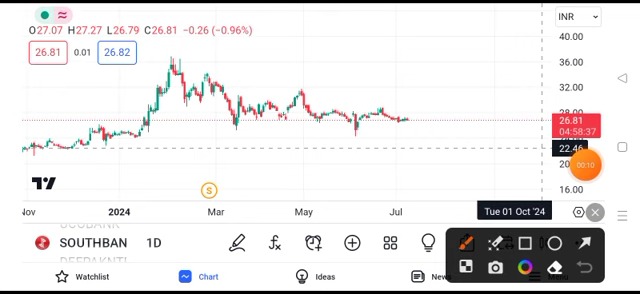 O27.07 H27.27 L26.79 C26.81 −0.26 (−0.96%)
INR
26.81 0.01 26.82
40.00
36.00
32.00
28.00
26.81
04:58:37
22.46
00:10
16.00
S
Nov 2024 Mar May Jul Tue 01 Oct '24
SOUTHBAN 1D
Watchlist Chart Ideas News Menu